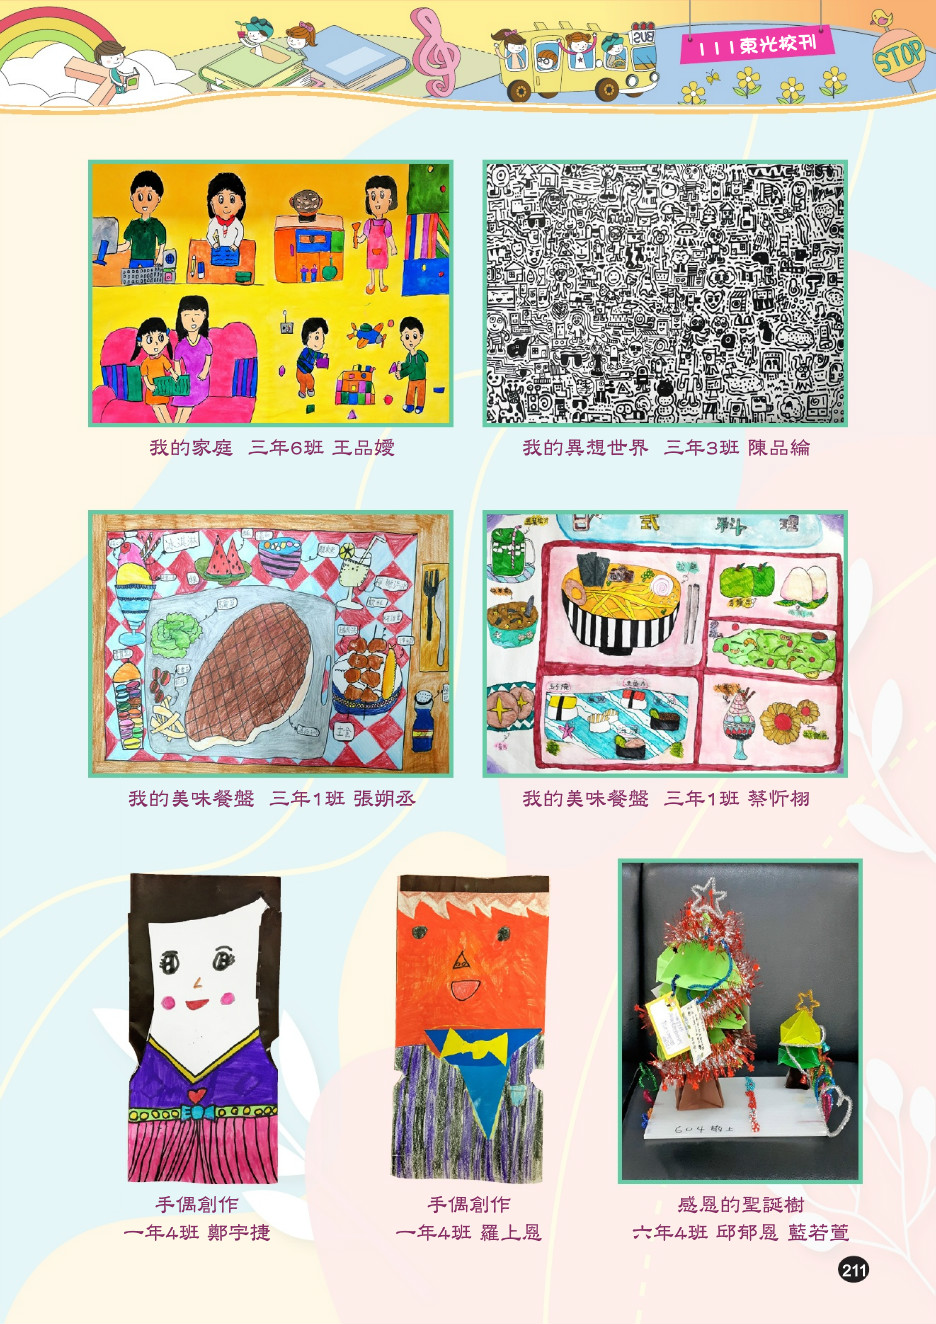 BUS
111東光校刊
STOP
我的家庭 三年6班 王品嬡
我的異想世界 三年3班 陳品綸
冰淇淋
我的美味餐盤 三年1班 張朔丞
我的美味餐盤 三年1班 蔡忻栩
手偶創作
一年4班 鄭宇捷
手偶創作
一年4班 羅上恩
感恩的聖誕樹
六年4班 邱郁恩 藍若萱
211